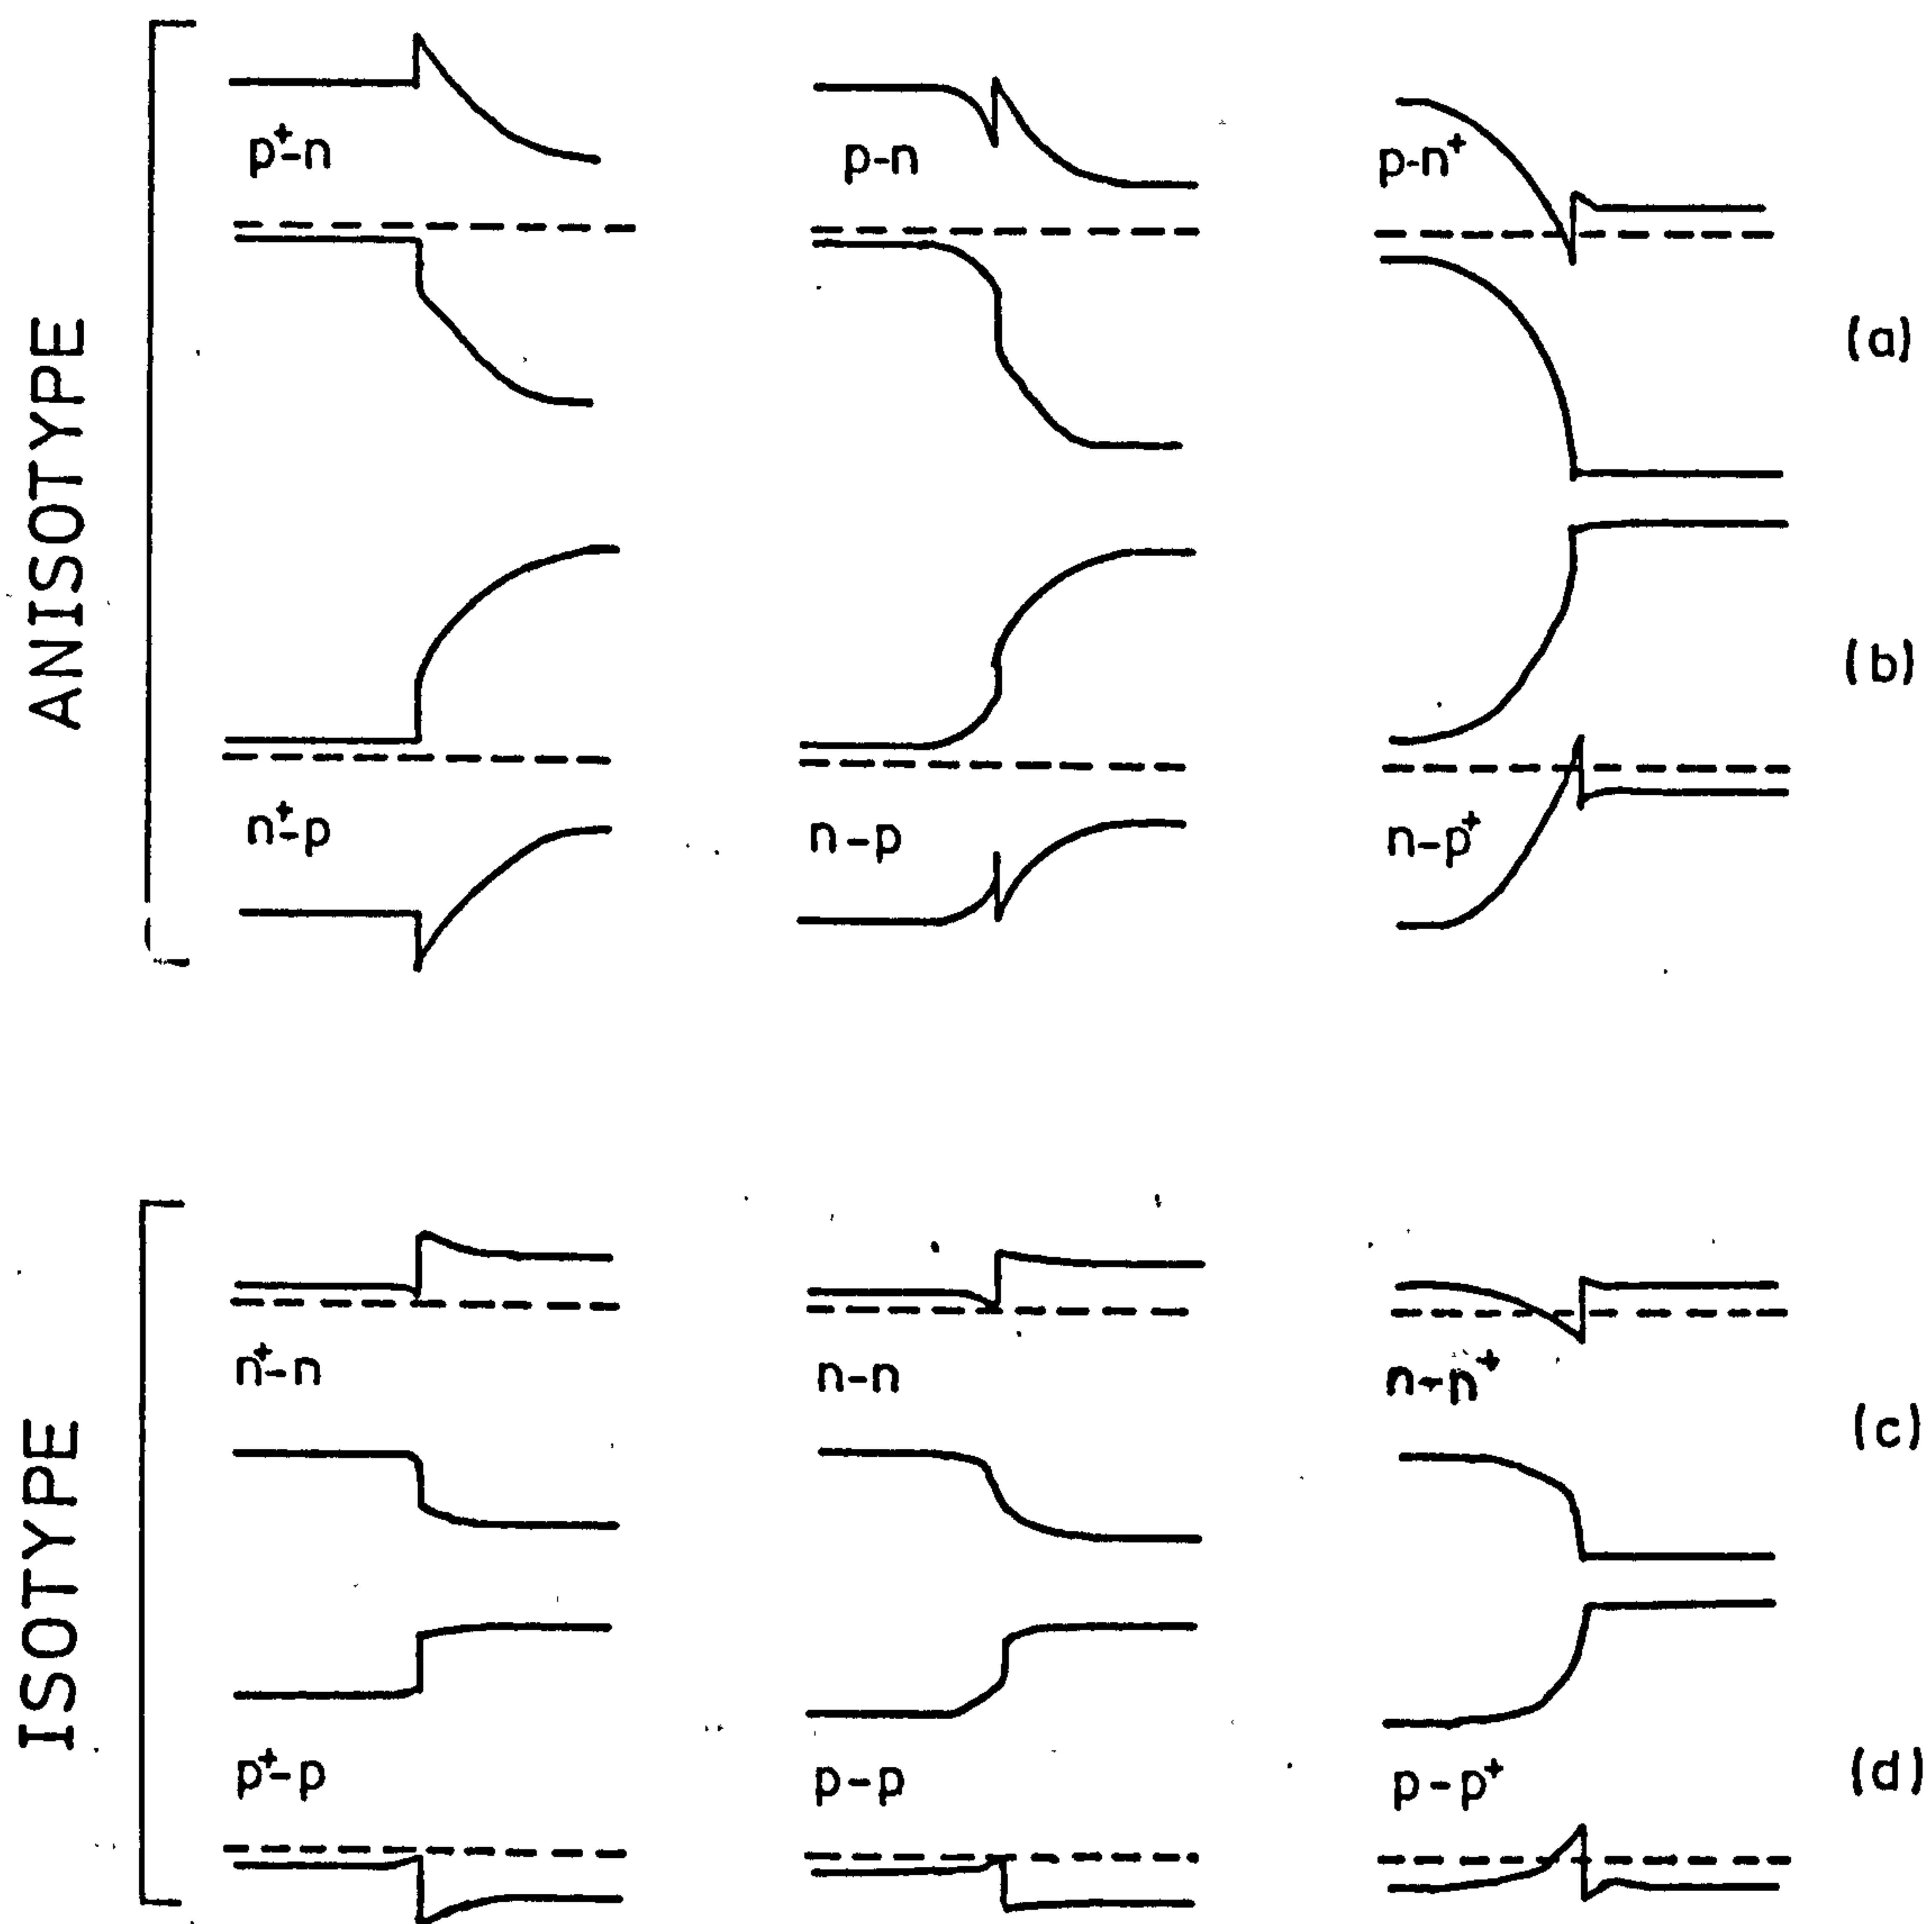 ANISOTYPE
p⁺-n
p-n
p-n⁺
(a)
(b)
n⁺-p
n-p
n-p⁺
ISOTYPE
n⁺-n
n-n
n-n⁺
(c)
p⁺-p
p-p
p-p⁺
(d)